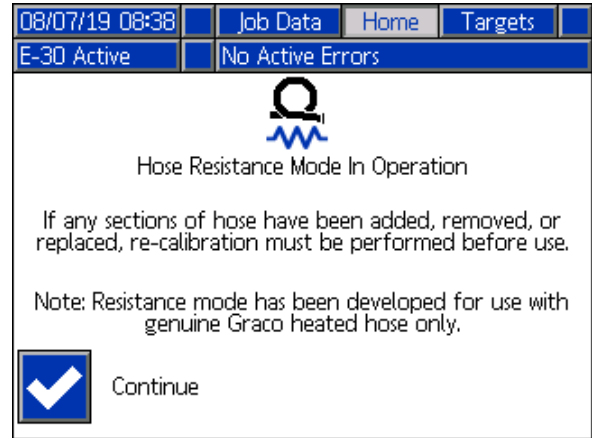 08/07/19 08:38 Job Data Home Targets
E-30 Active No Active Errors
Hose Resistance Mode In Operation
If any sections of hose have been added, removed, or
replaced, re-calibration must be performed before use.
Note: Resistance mode has been developed for use with
genuine Graco heated hose only.
Continue